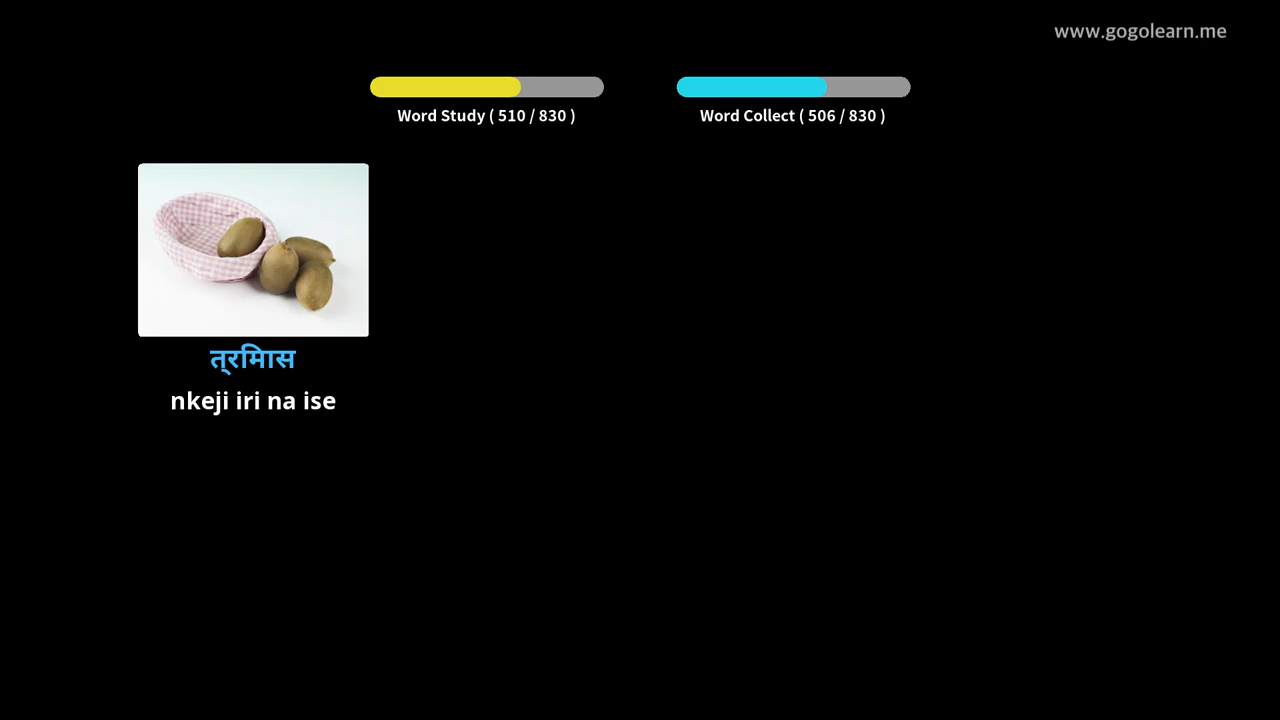 www.gogolearn.me
Word Study ( 510 / 830 )
Word Collect ( 506 / 830 )
त्रमिास
nkeji iri na ise